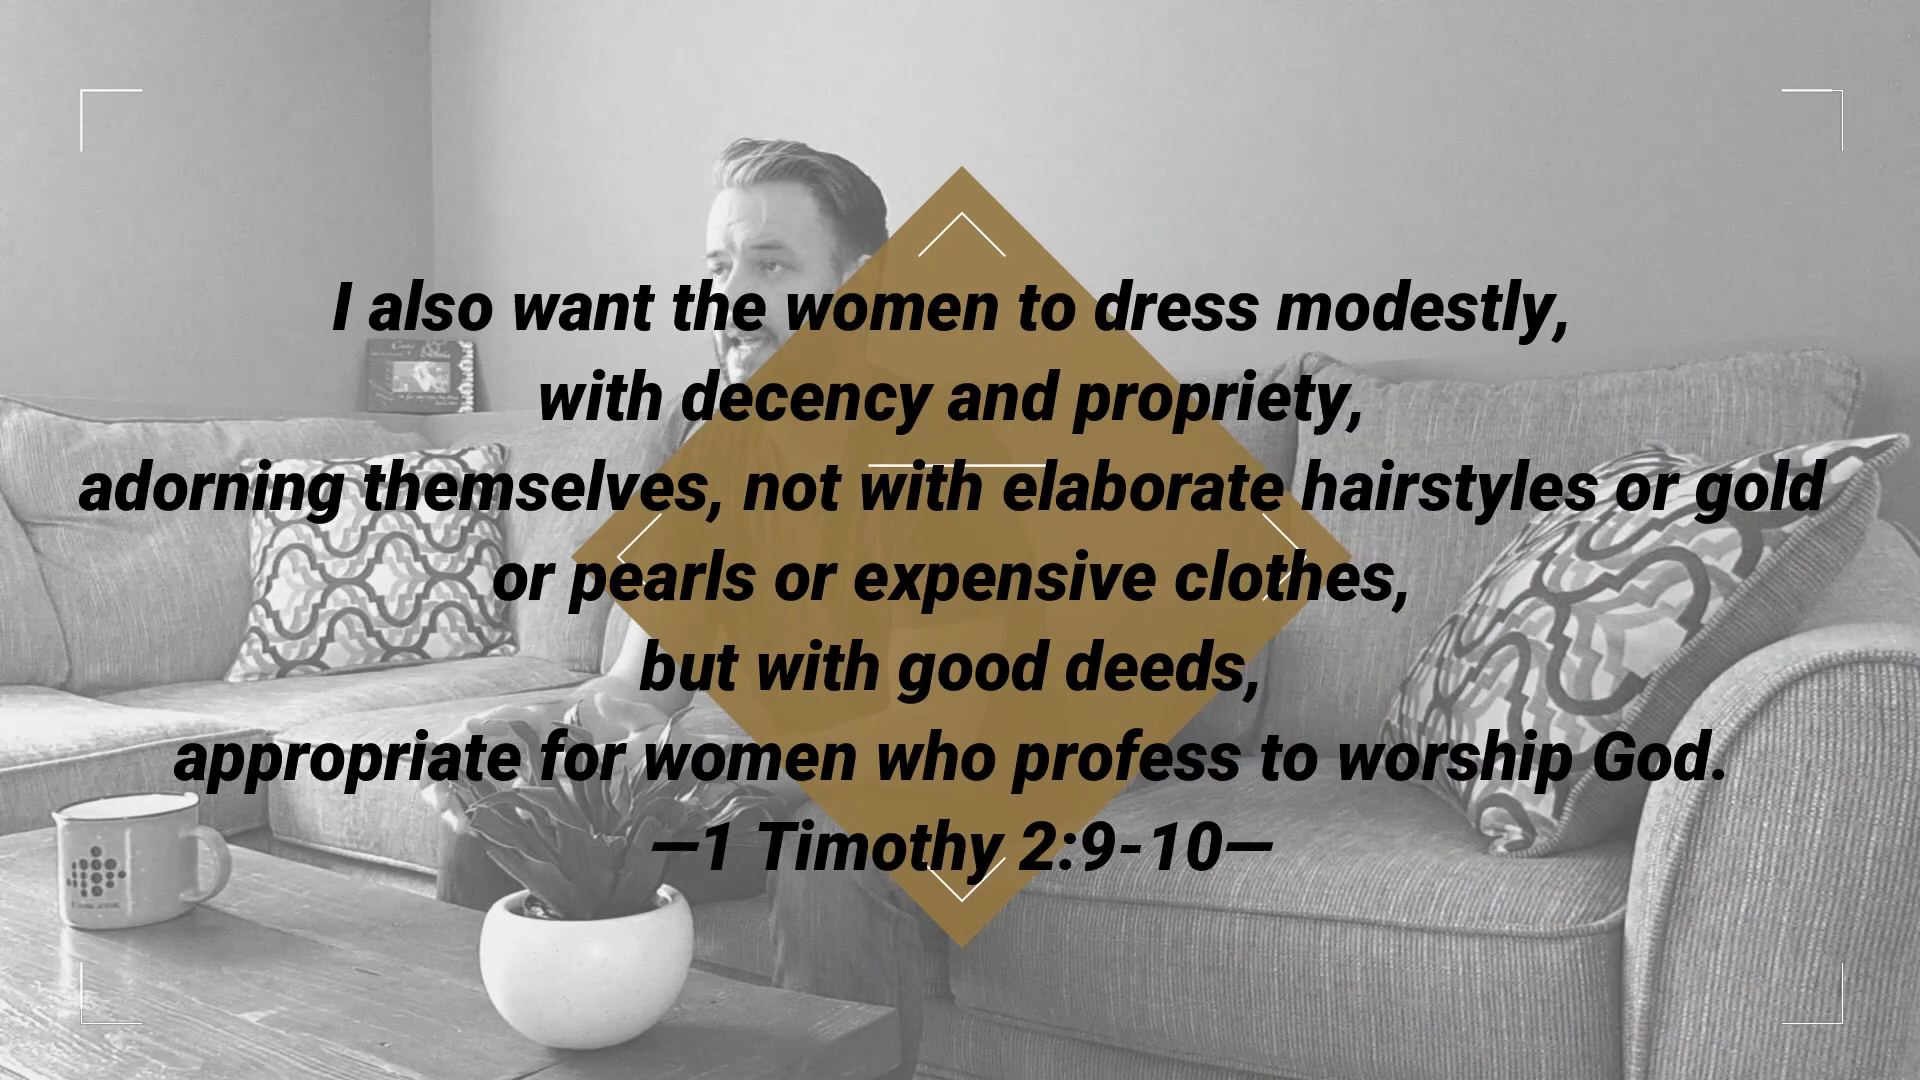 I also want the women to dress modestly,
with decency and propriety,
adorning themselves, not with elaborate hairstyles or gold
or pearls or expensive clothes,
but with good deeds,
appropriate for women who profess to worship God.
—1 Timothy 2:9-10—